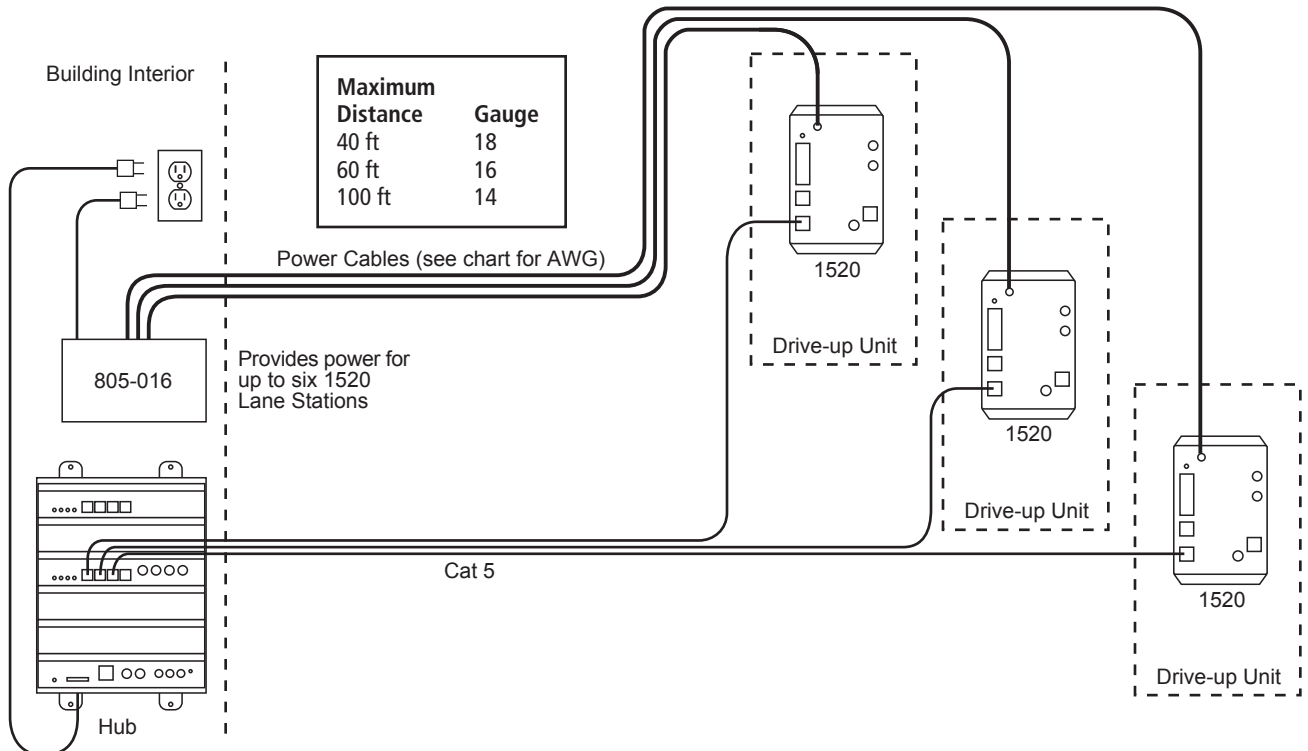 Building Interior
Maximum
Distance Gauge
40 ft 18
60 ft 16
100 ft 14
Power Cables (see chart for AWG)
805-016
Provides power for
up to six 1520
Lane Stations
1520
Drive-up Unit
1520
Drive-up Unit
1520
Drive-up Unit
Cat 5
Hub